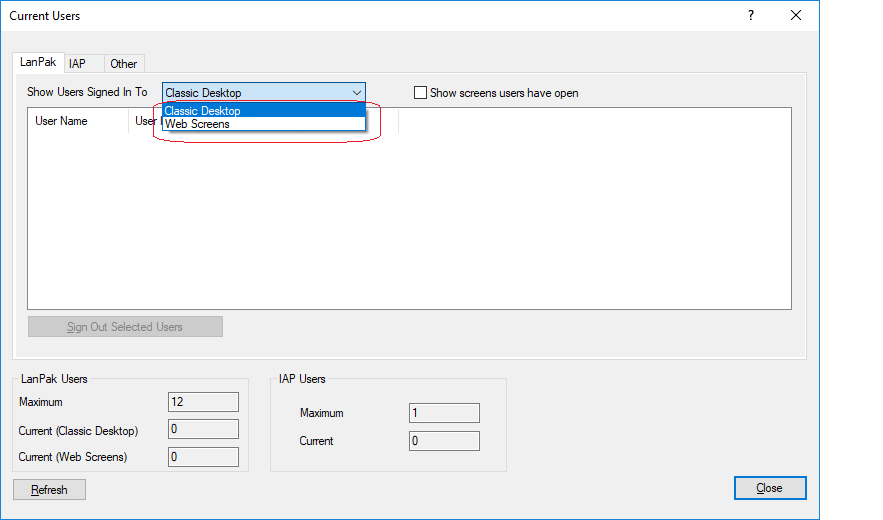 Current Users
?
LanPak IAP Other
Show Users Signed In To Classic Desktop Show screens users have open
Classic Desktop
Web Screens
User Name User
Sign Out Selected Users
LanPak Users
Maximum 12
Current (Classic Desktop) 0
Current (Web Screens) 0
IAP Users
Maximum 1
Current 0
Refresh
Close